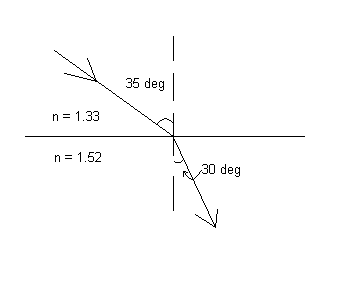 35 deg
n = 1.33
n = 1.52
30 deg